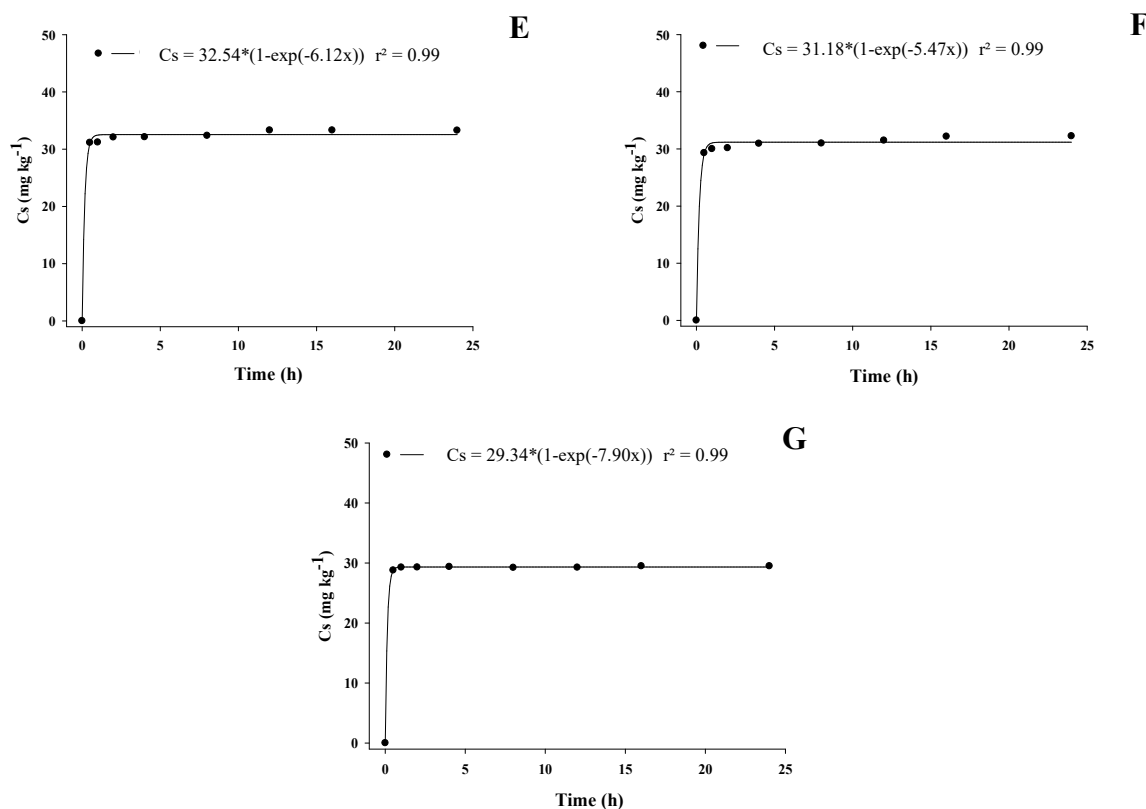 E
Cs = 32.54*(1-exp(-6.12x)) r² = 0.99
50
40
30
20
10
0
Cs (mg kg⁻¹)
0 5 10 15 20 25
Time (h)
F
Cs = 31.18*(1-exp(-5.47x)) r² = 0.99
50
40
30
20
10
0
Cs (mg kg⁻¹)
0 5 10 15 20 25
Time (h)
G
Cs = 29.34*(1-exp(-7.90x)) r² = 0.99
50
40
30
20
10
0
Cs (mg kg⁻¹)
0 5 10 15 20 25
Time (h)